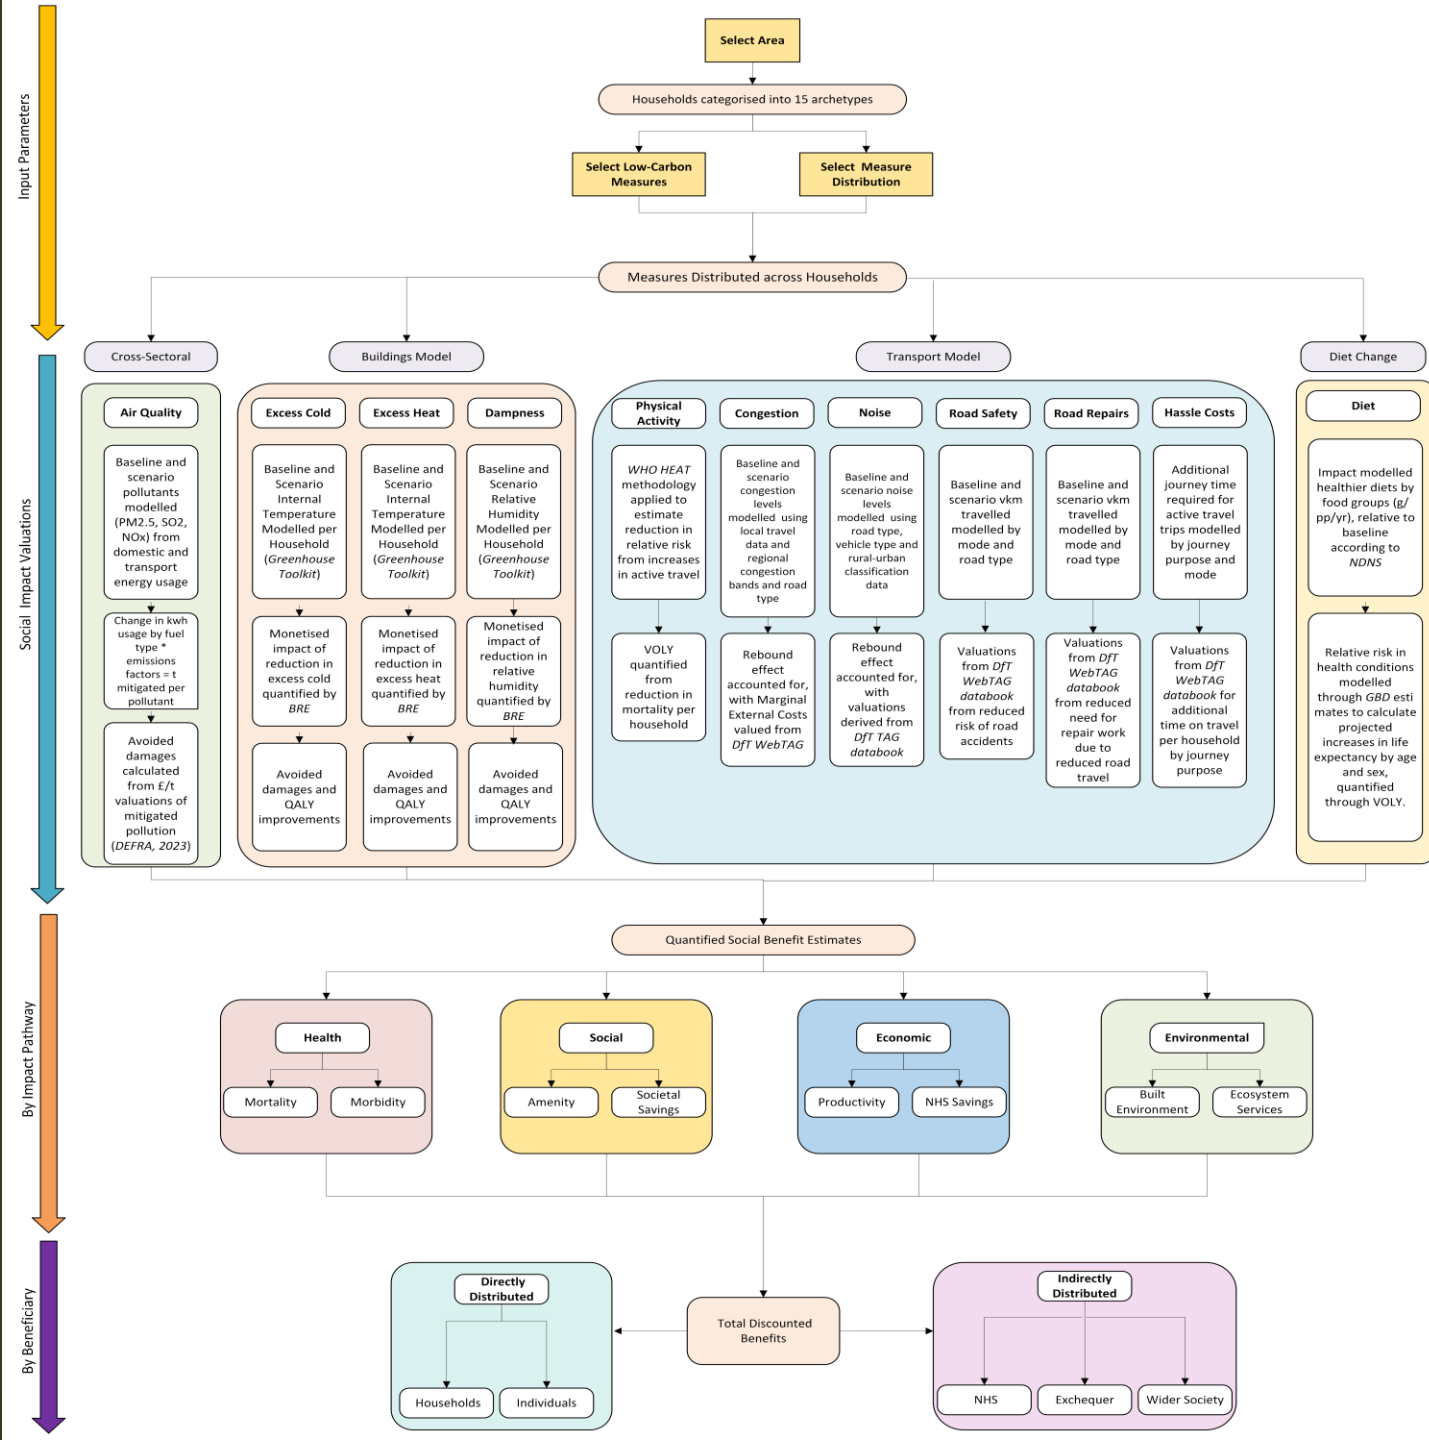 Input Parameters
Select Area
Households categorised into 15 archetypes
Select Low-Carbon
Measures
Select Measure
Distribution
Measures Distributed across Households
Social Impact Valuations
Cross-Sectoral
Air Quality
Baseline and
scenario
pollutants
modelled
(PM2.5, SO2,
NOx) from
domestic and
transport
energy usage
Change in kwh
usage by fuel
type *
emissions
factors = t
mitigated per
pollutant
Avoided
damages
calculated
from £/t
valuations of
mitigated
pollution
(DEFRA, 2023)
Buildings Model
Excess Cold
Baseline and
Scenario
Internal
Temperature
Modelled per
Household
(Greenhouse
Toolkit)
Monetised
impact of
reduction in
excess cold
quantified by
BRE
Avoided
damages and
QALY
improvements
Excess Heat
Baseline and
Scenario
Internal
Temperature
Modelled per
Household
(Greenhouse
Toolkit)
Monetised
impact of
reduction in
excess heat
quantified by
BRE
Avoided
damages and
QALY
improvements
Dampness
Baseline and
Scenario
Relative
Humidity
Modelled per
Household
(Greenhouse
Toolkit)
Monetised
impact of
reduction
in relative
humidity
quantified by
BRE
Avoided
damages and
QALY
improvements
Transport Model
Physical
Activity
WHO HEAT
methodology
applied to
estimate
reduction in
relative risk
from increases
in active travel
VOLY
quantified
from
reduction in
mortality per
household
Congestion
Baseline and
scenario
congestion
levels
modelled using
local travel
data and
regional
congestion
bands and road
type
Rebound
effect
accounted for,
with Marginal
External Costs
valued from
DfT WebTAG
Noise
Baseline and
scenario noise
levels
modelled using
road type,
vehicle type and
rural-urban
classification
data
Rebound
effect
accounted for,
with
valuations
derived from
DfT TAG
databook
Road Safety
Baseline and
scenario vkm
travelled
modelled by
mode and
road type
Valuations
from DfT
WebTAG
databook
from reduced
risk of road
accidents
Road Repairs
Baseline and
scenario vkm
travelled
modelled by
mode and
road type
Valuations
from DfT
WebTAG
databook
from reduced
need for
repair work
due to
reduced road
travel
Hassle Costs
Additional
journey time
required for
active travel
trips modelled
by journey
purpose and
mode
Valuations
from DfT
WebTAG
databook for
additional
time on travel
per household
by journey
purpose
Diet Change
Diet
Impact modelled
healthier diets by
food groups (g/
pp/yr), relative to
baseline
according to
NDNS
Relative risk in
health conditions
modelled
through GBD esti
mates to calculate
projected
increases in life
expectancy by age
and sex,
quantified
through VOLY.
By Impact Pathway
Quantified Social Benefit Estimates
Health
Mortality
Morbidity
Social
Amenity
Societal
Savings
Economic
Productivity
NHS Savings
Environmental
Built
Environment
Ecosystem
Services
By Beneficiary
Directly
Distributed
Households
Individuals
Total Discounted
Benefits
Indirectly
Distributed
NHS
Exchequer
Wider Society